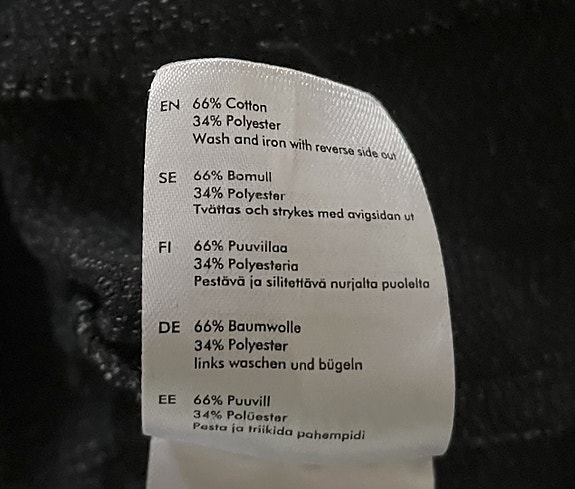 EN 66% Cotton
34% Polyester
Wash and iron with reverse side out
SE 66% Bomull
34% Polyester
Tvättas och strykes med avigsidan ut
FI 66% Puuvillaa
34% Polyesteria
Pestävä ja silitettävä nurjalta puolelta
DE 66% Baumwolle
34% Polyester
links waschen und bügeln
EE 66% Puuvill
34% Polüester
Pesta ja triikida pahempidi